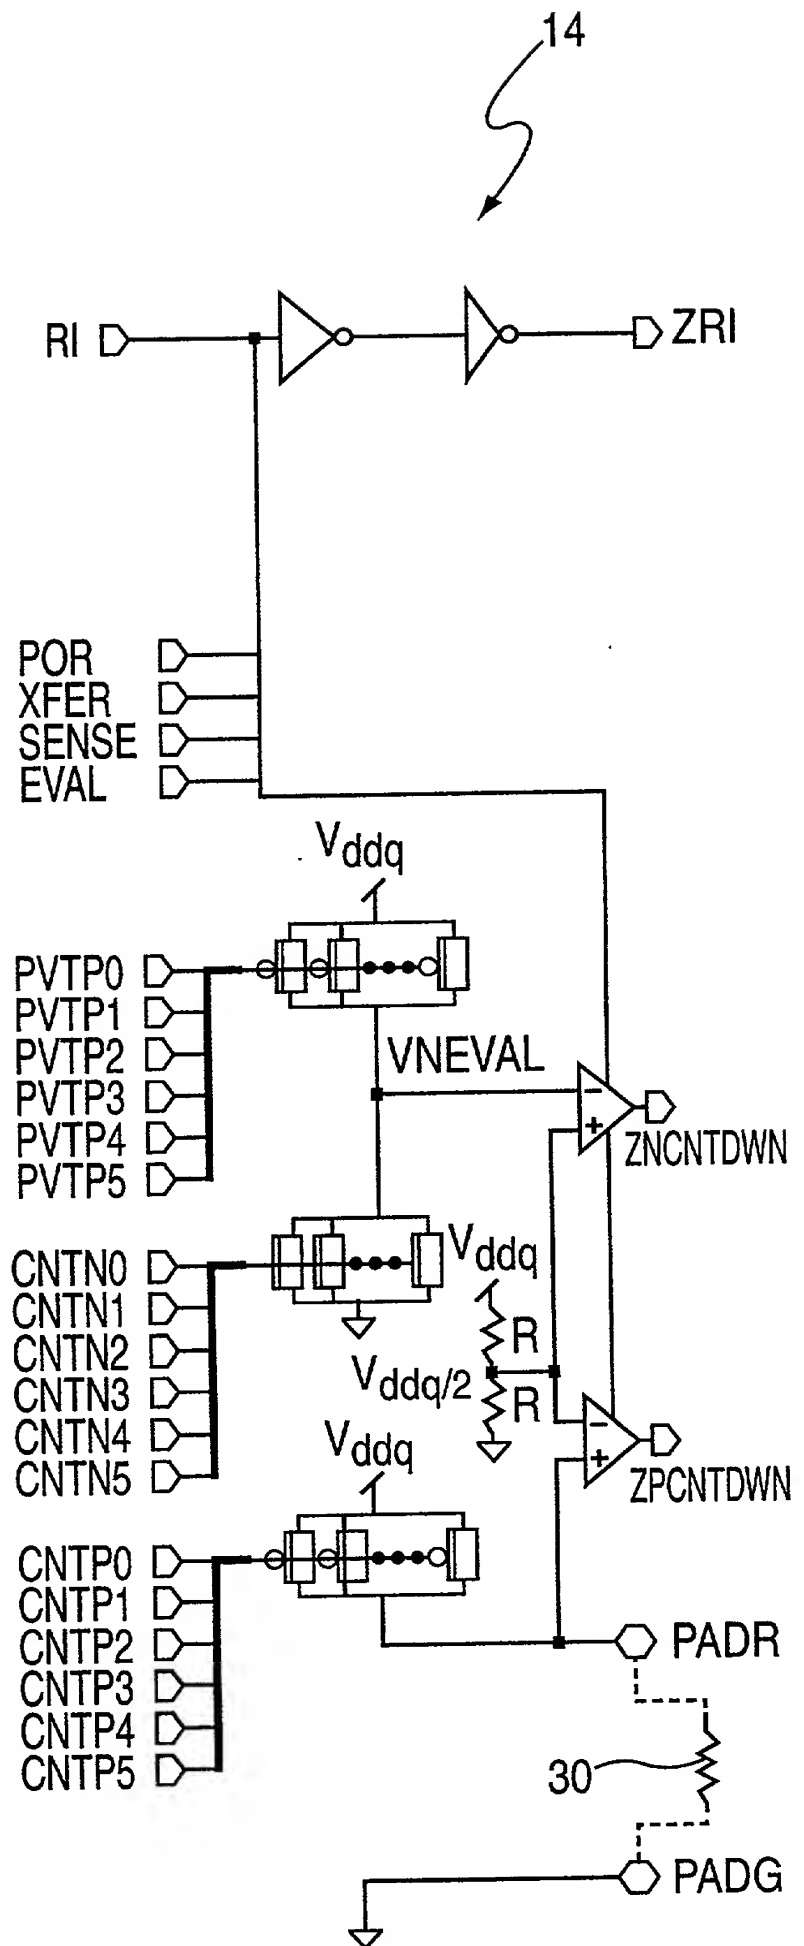 14
RI
ZRI
POR
XFER
SENSE
EVAL
Vddq
PVTP0
PVTP1
PVTP2
PVTP3
PVTP4
PVTP5
VNEVAL
-
+
ZNCNTDWN
CNTN0
CNTN1
CNTN2
CNTN3
CNTN4
CNTN5
Vddq
R
Vddq/2
R
-
+
ZPCNTDWN
Vddq
CNTP0
CNTP1
CNTP2
CNTP3
CNTP4
CNTP5
PADR
30
PADG